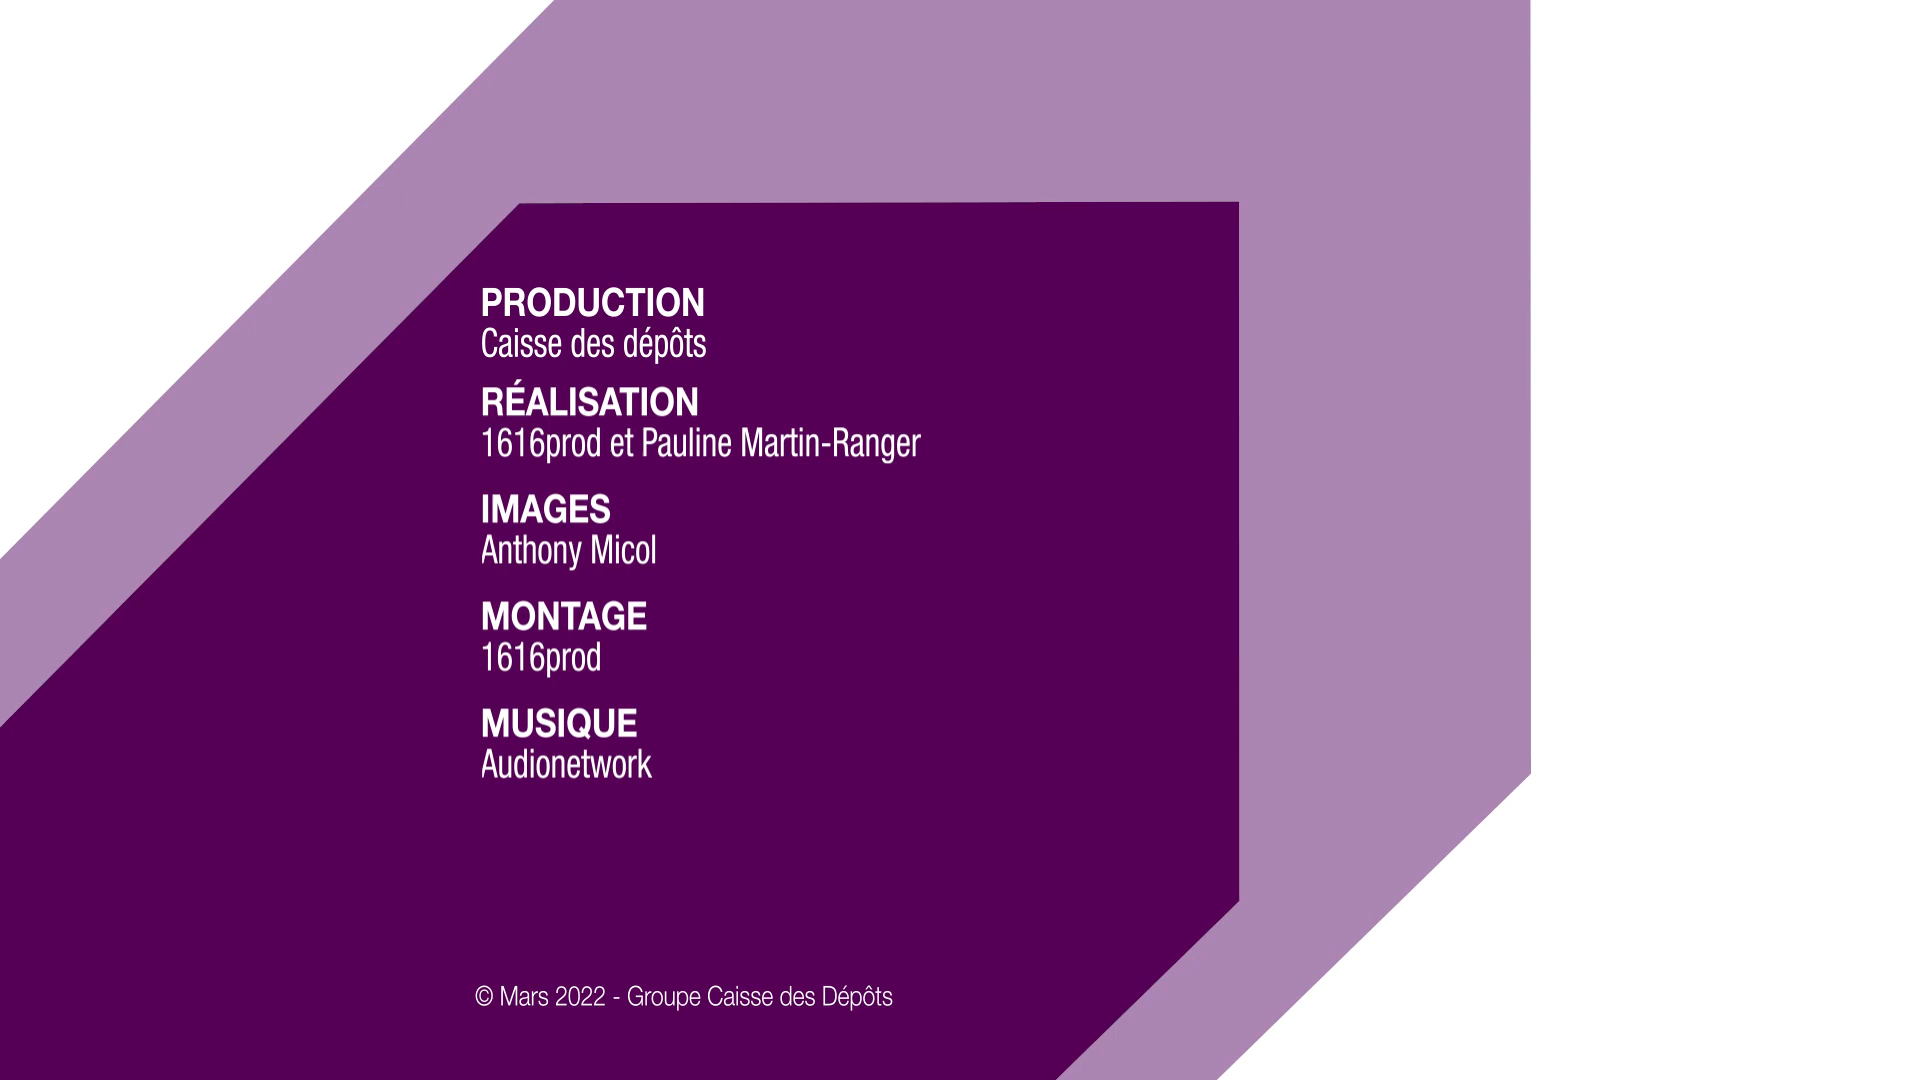 PRODUCTION
Caisse des dépôts
RÉALISATION
1616prod et Pauline Martin-Ranger
IMAGES
Anthony Micol
MONTAGE
1616prod
MUSIQUE
Audionetwork
© Mars 2022 - Groupe Caisse des Dépôts